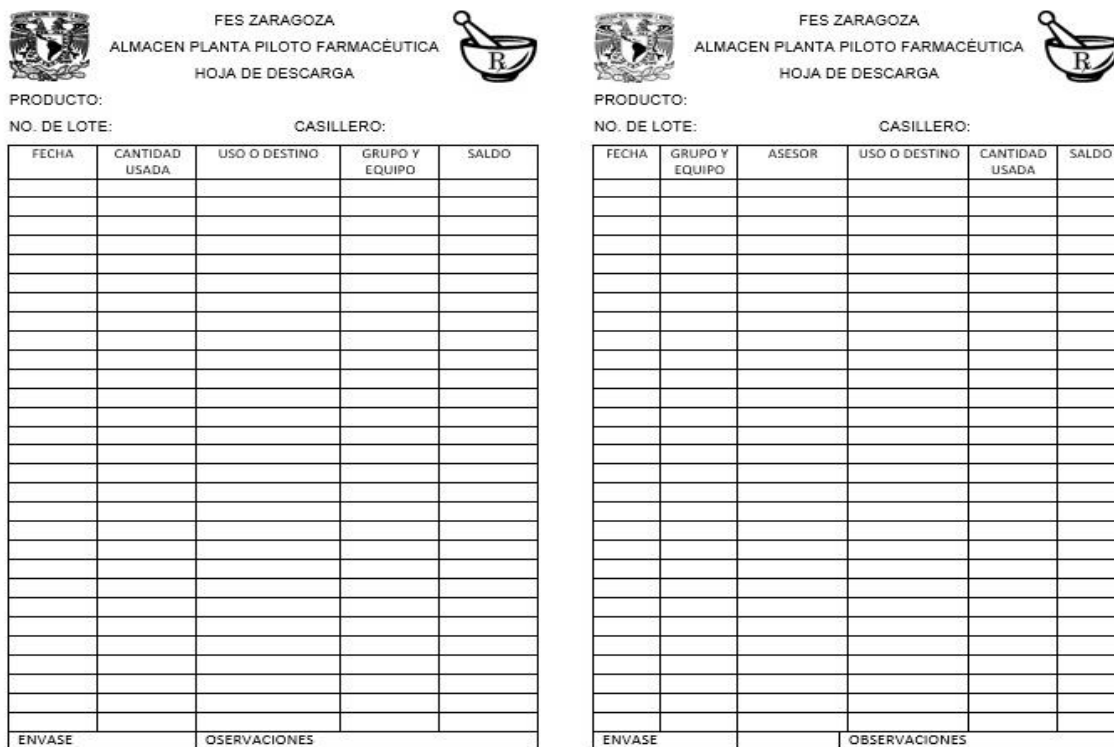 FES ZARAGOZA
ALMACEN PLANTA PILOTO FARMACÉUTICA
HOJA DE DESCARGA
R
PRODUCTO:
NO. DE LOTE: CASILLERO:
FECHA CANTIDAD USADA USO O DESTINO GRUPO Y EQUIPO SALDO
ENVASE OSERVACIONES
FES ZARAGOZA
ALMACEN PLANTA PILOTO FARMACÉUTICA
HOJA DE DESCARGA
R
PRODUCTO:
NO. DE LOTE: CASILLERO:
FECHA GRUPO Y EQUIPO ASESOR USO O DESTINO CANTIDAD USADA SALDO
ENVASE OBSERVACIONES